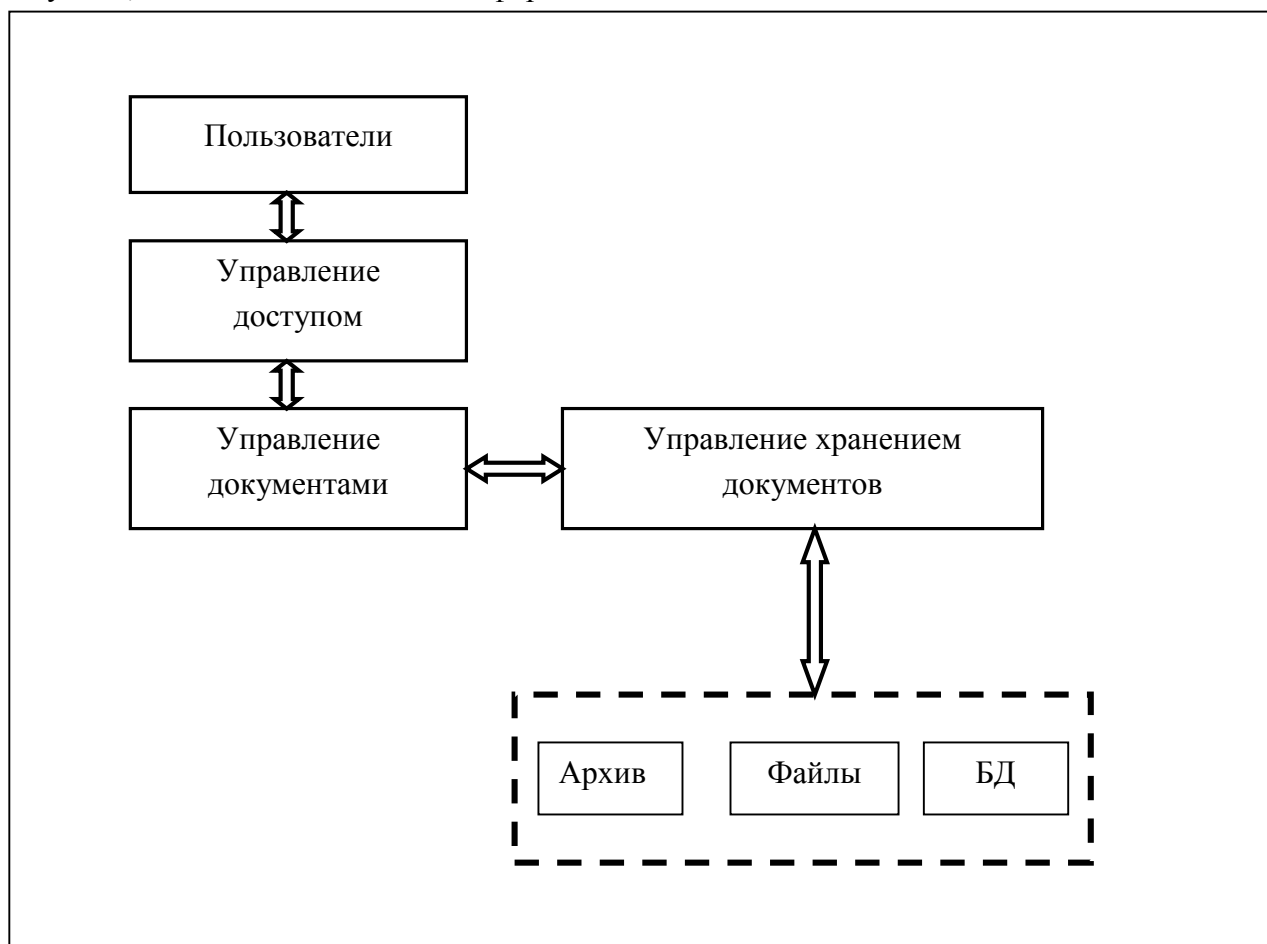 Пользователи
Управление
доступом
Управление
документами
Управление хранением
документов
Архив
Файлы
БД